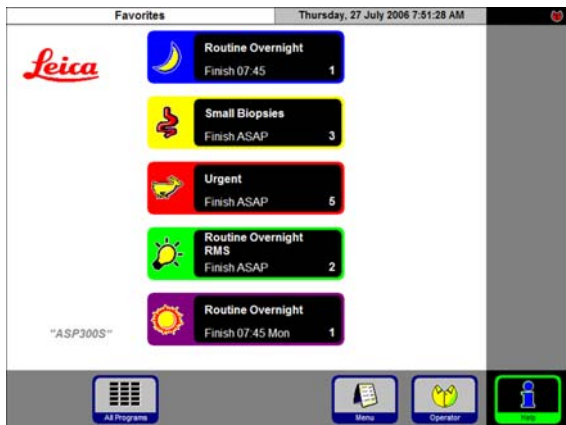 Favorites
Thursday, 27 July 2006 7:51:28 AM
Leica
Routine Overnight
Finish 07:45 1
Small Biopsies
Finish ASAP 3
Urgent
Finish ASAP 5
Routine Overnight
RMS
Finish ASAP 2
Routine Overnight
Finish 07:45 Mon 1
"ASP300S"
All Programs
Menu
Operator
Help